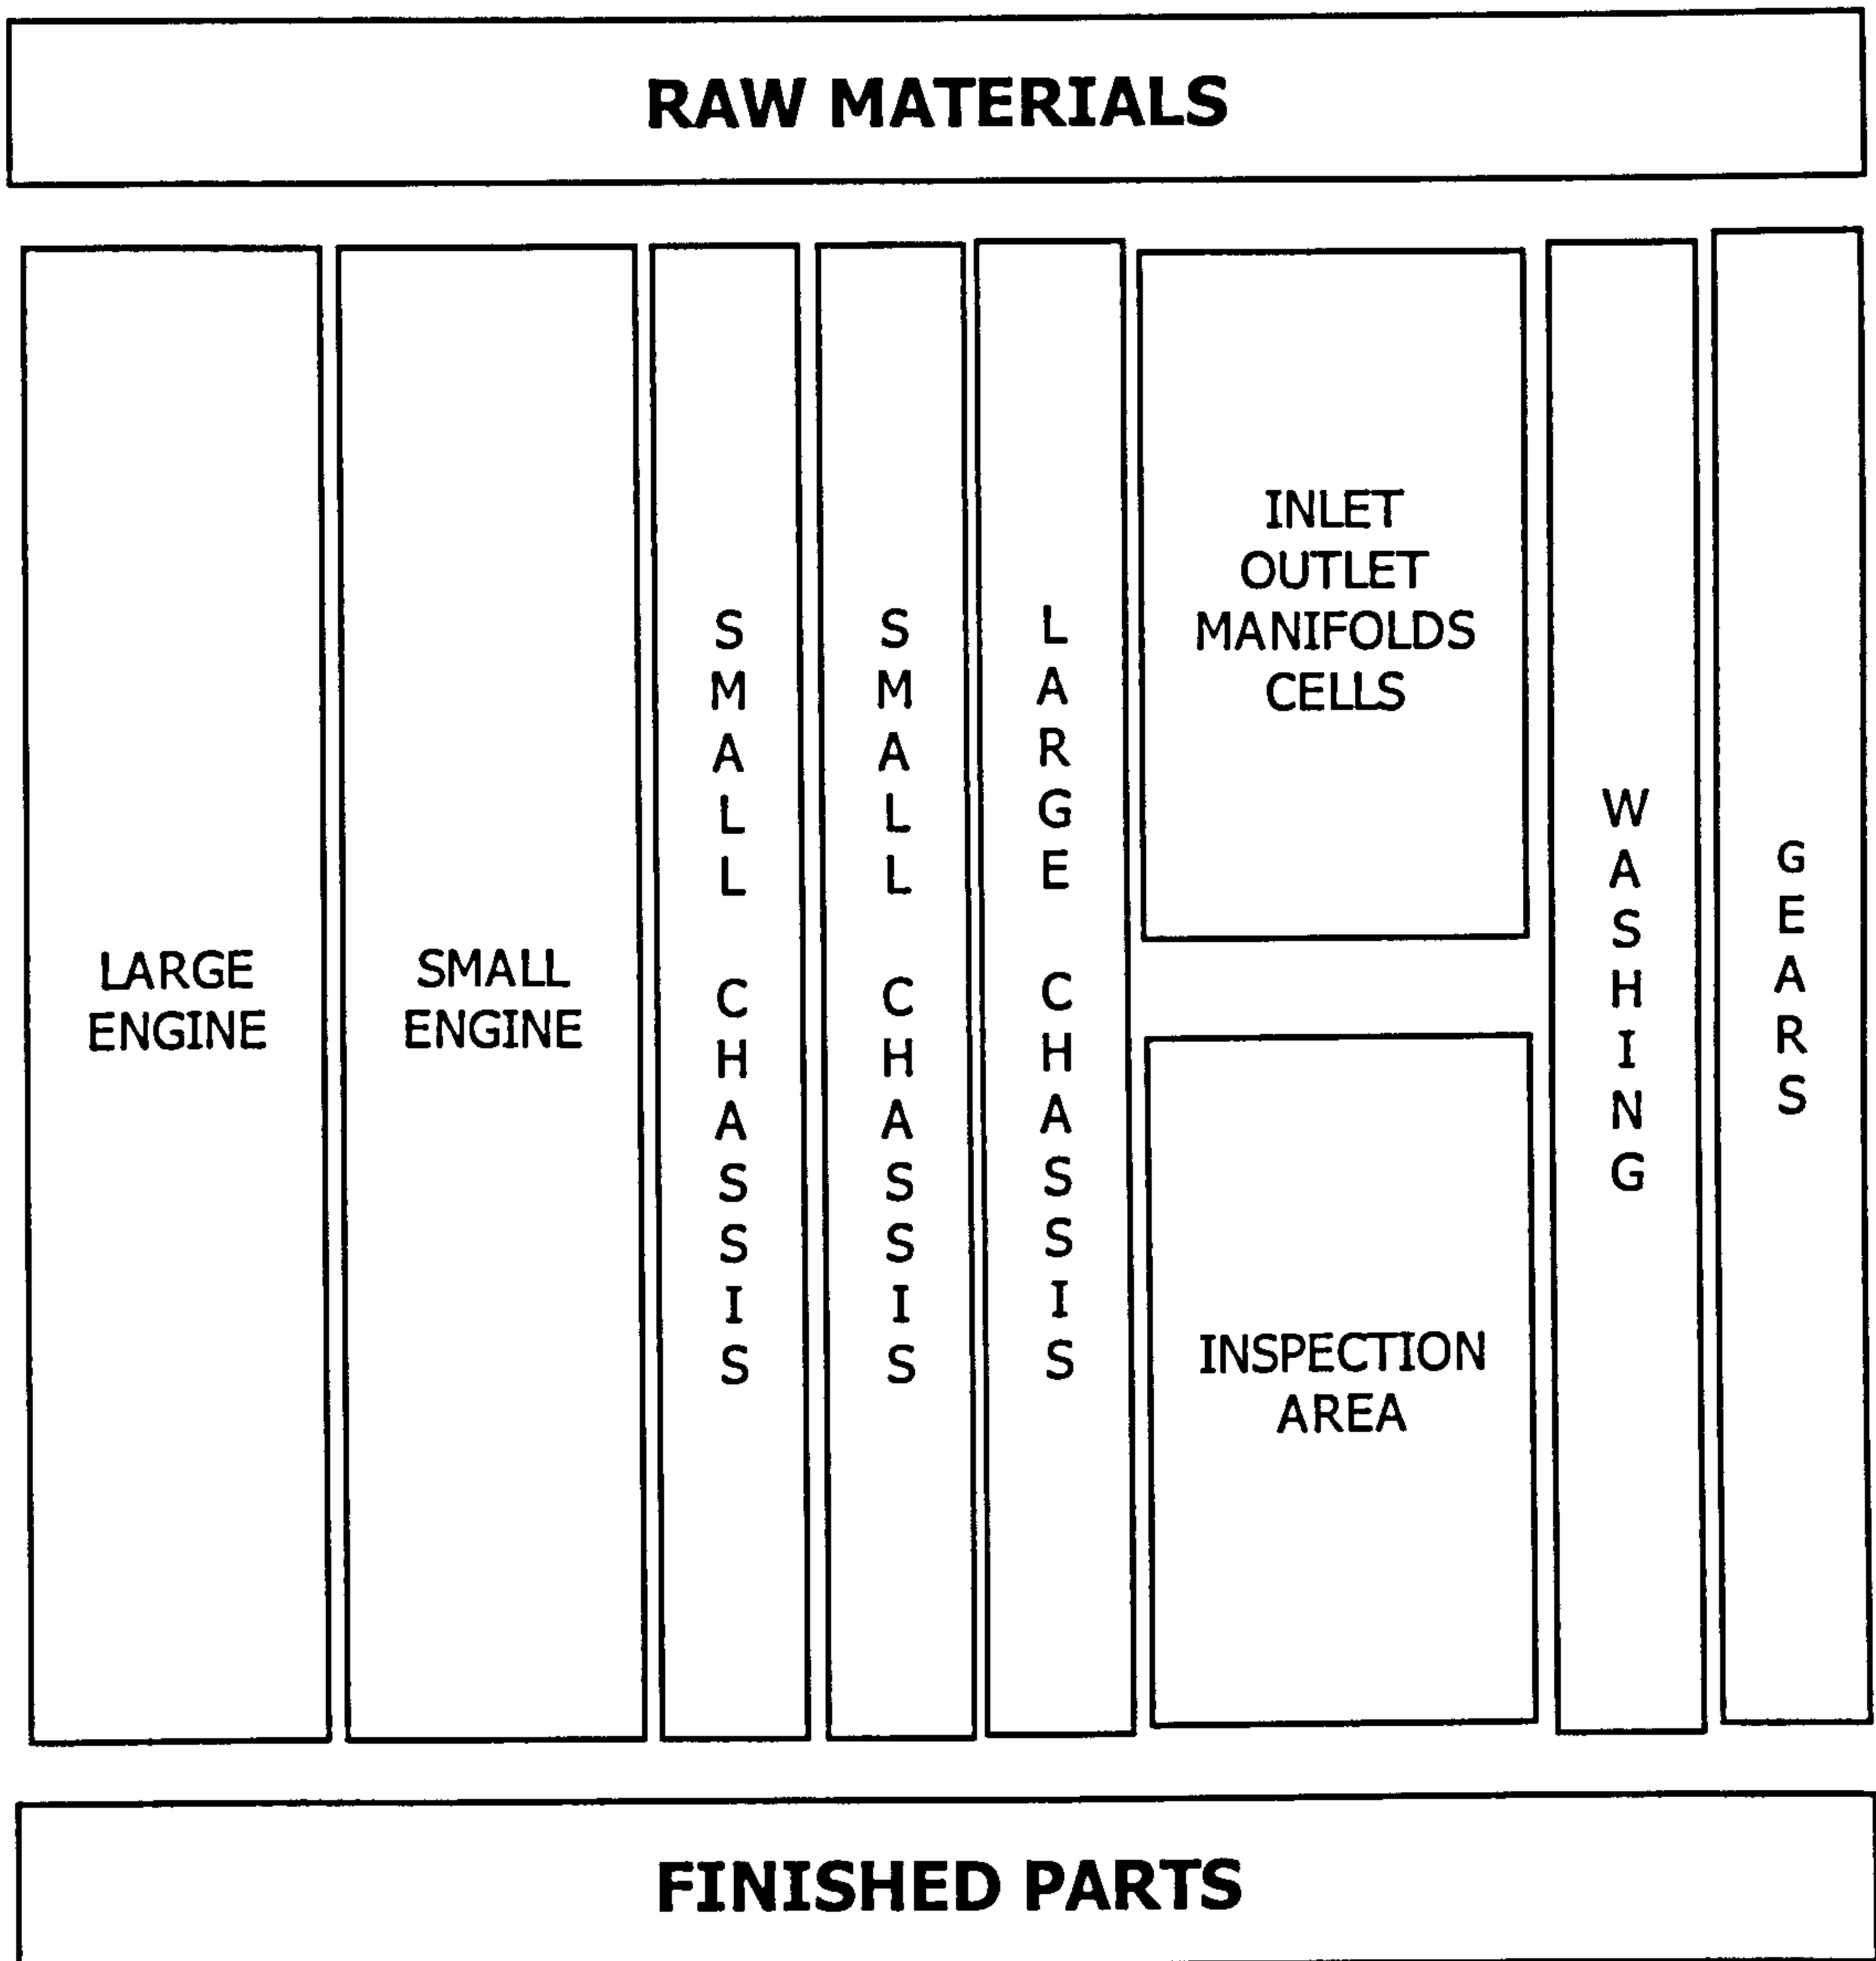 RAW MATERIALS
LARGE
ENGINE
SMALL
ENGINE
SMALL CHASSIS
SMALL CHASSIS
LARGE CHASSIS
INLET
OUTLET
MANIFOLDS
CELLS
INSPECTION
AREA
WASHING
GEARS
FINISHED PARTS